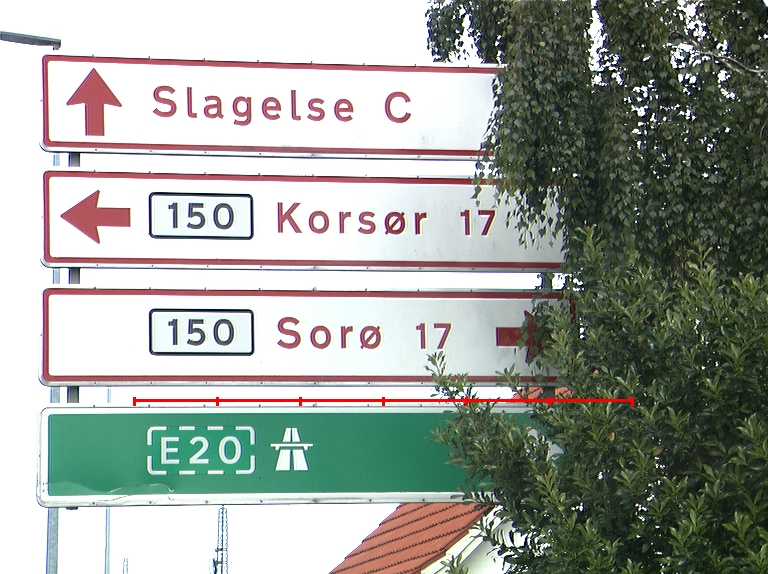 Slagelse C
150 Korsør 17
150 Sorø 17
E20